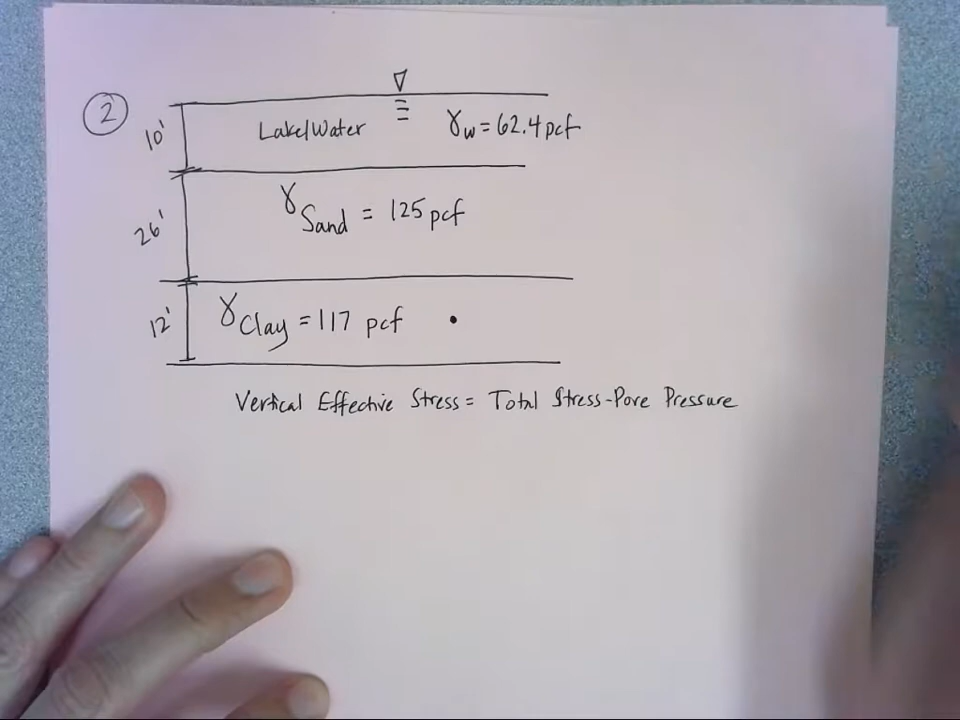 2
10'
Lake/Water
γw = 62.4 pcf
26'
γSand = 125 pcf
12'
γClay = 117 pcf
Vertical Effective Stress = Total Stress-Pore Pressure